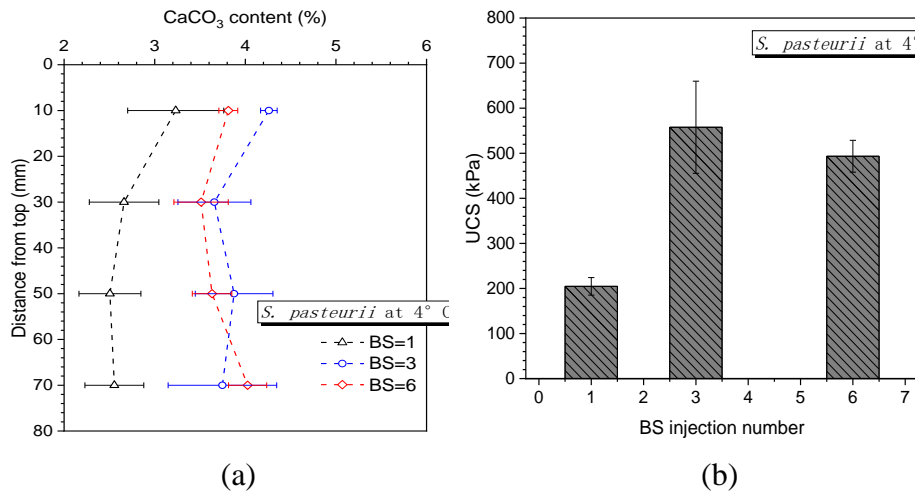 CaCO3 content (%)
2 3 4 5 6
0
10
20
30
40
50
60
70
80
Distance from top (mm)
S. pasteurii at 4° C
BS=1
BS=3
BS=6
(a)
S. pasteurii at 4°
800
700
600
500
400
300
200
100
0
UCS (kPa)
0 1 2 3 4 5 6 7
BS injection number
(b)